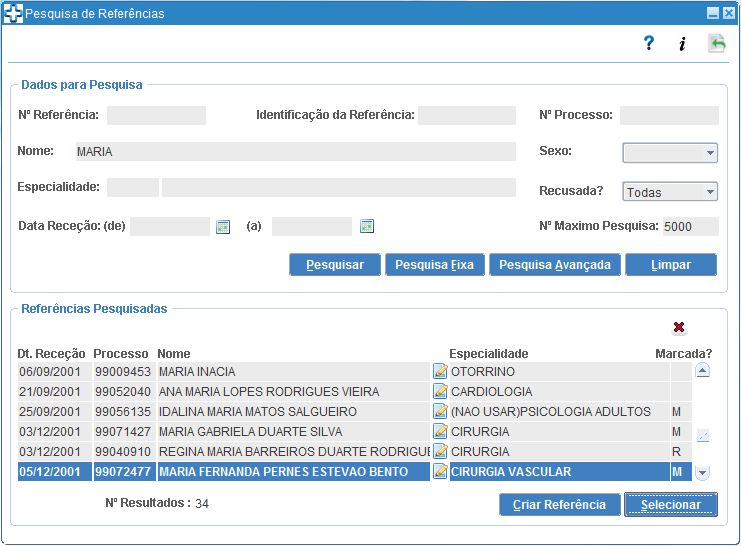 Pesquisa de Referências
? i
Dados para Pesquisa
Nº Referência: Identificação da Referência: Nº Processo:
Nome: MARIA Sexo:
Especialidade: Recusada? Todas
Data Receção: (de) (a) Nº Maximo Pesquisa: 5000
Pesquisar Pesquisa Fixa Pesquisa Avançada Limpar
Referências Pesquisadas
Dt. Receção Processo Nome Especialidade Marcada?
06/09/2001 99009453 MARIA INACIA OTORRINO
21/09/2001 99052040 ANA MARIA LOPES RODRIGUES VIEIRA CARDIOLOGIA
25/09/2001 99056135 IDALINA MARIA MATOS SALGUEIRO (NAO USAR)PSICOLOGIA ADULTOS M
03/12/2001 99071427 MARIA GABRIELA DUARTE SILVA CIRURGIA M
03/12/2001 99040910 REGINA MARIA BARREIROS DUARTE RODRIGUE CIRURGIA R
05/12/2001 99072477 MARIA FERNANDA PERNES ESTEVAO BENTO CIRURGIA VASCULAR M
Nº Resultados : 34
Criar Referência Selecionar